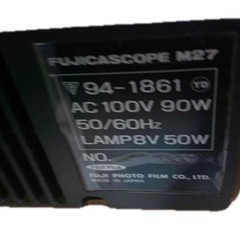 FUJICASCOPE M27
94-1861 YD
AC 100V 90W
50/60Hz
LAMP 8V 50W
NO.
FUJI PHOTO FILM CO., LTD.
MADE IN JAPAN